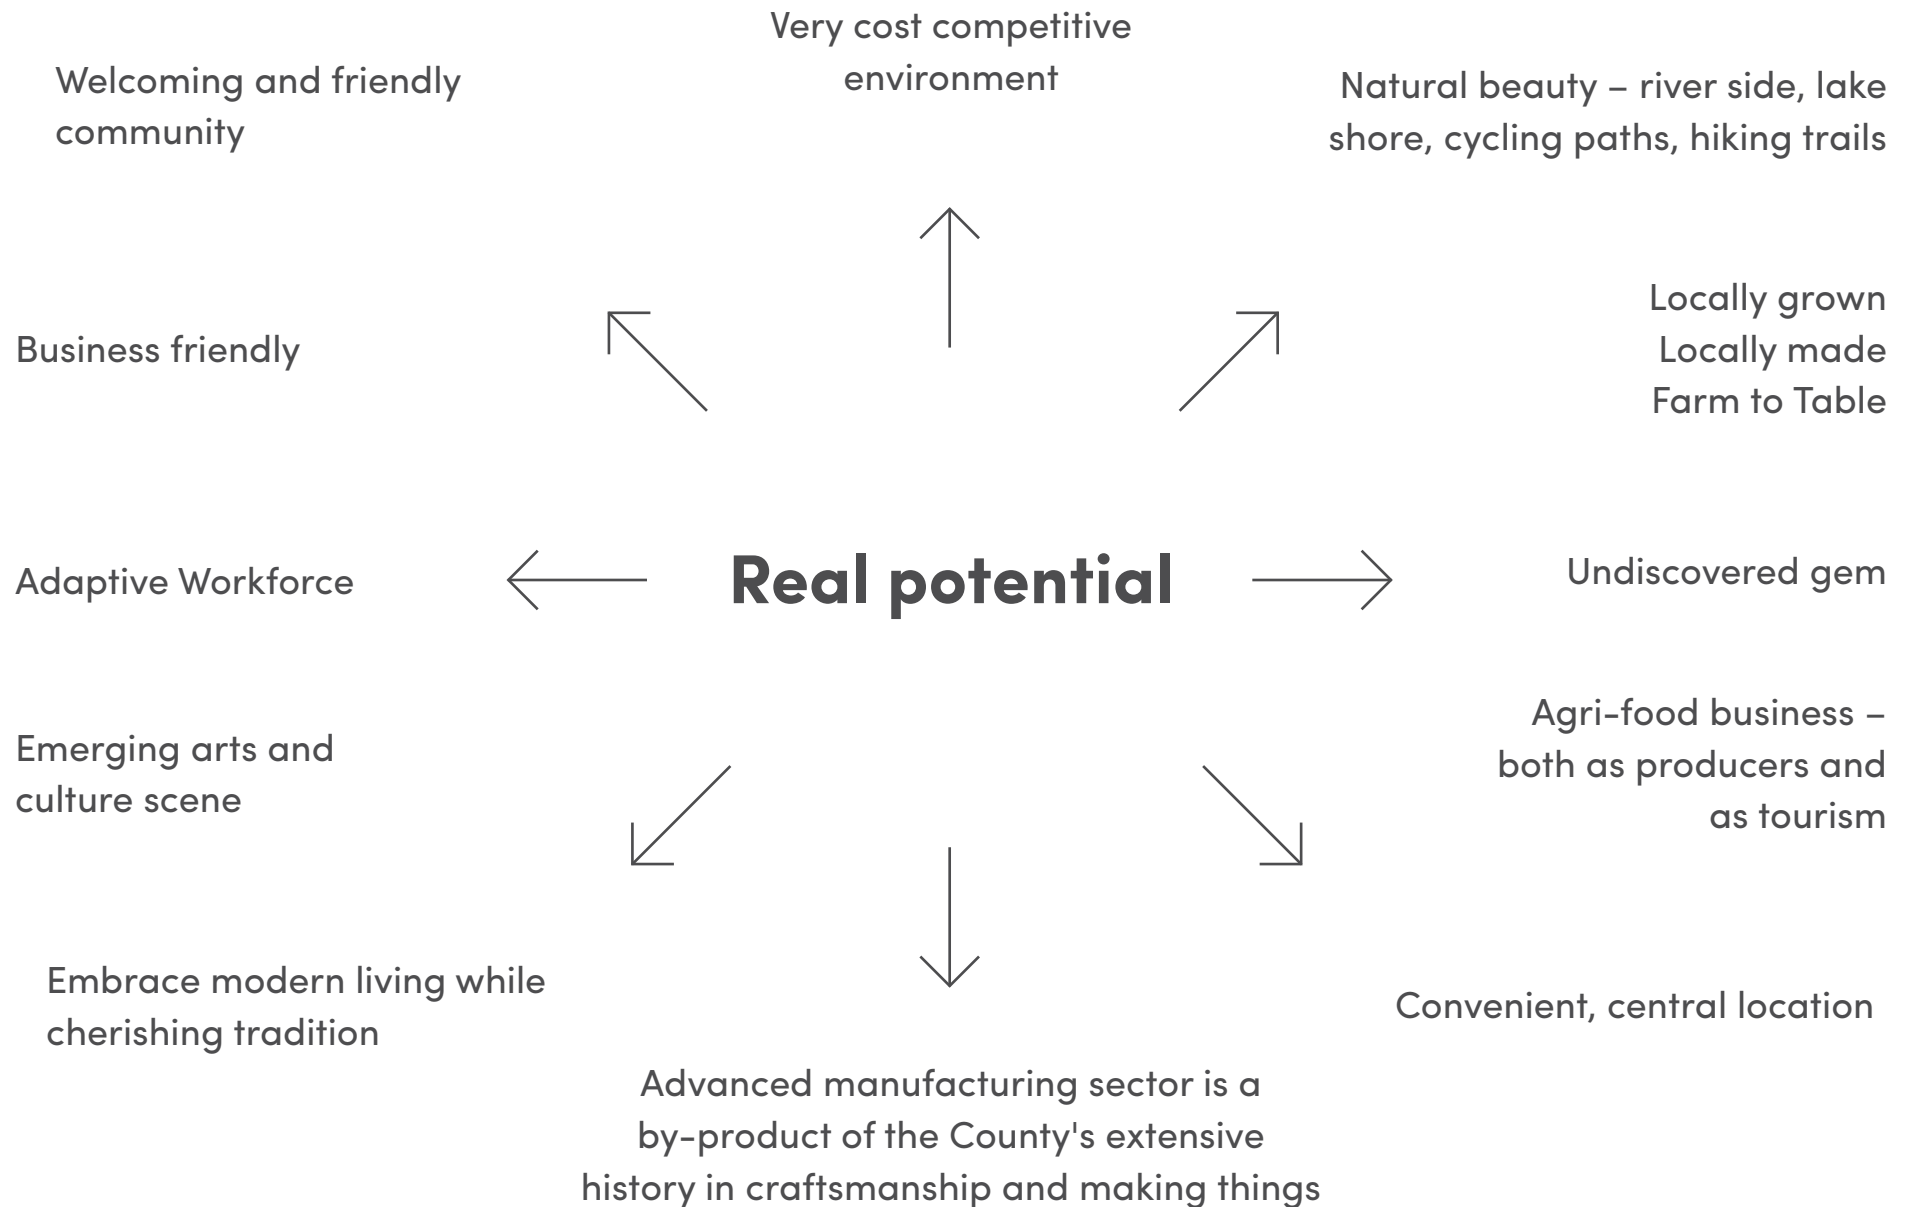 Very cost competitive
environment
Welcoming and friendly
community
Natural beauty – river side, lake
shore, cycling paths, hiking trails
Business friendly
Locally grown
Locally made
Farm to Table
Adaptive Workforce
Real potential
Undiscovered gem
Emerging arts and
culture scene
Agri-food business –
both as producers and
as tourism
Embrace modern living while
cherishing tradition
Convenient, central location
Advanced manufacturing sector is a
by-product of the County's extensive
history in craftsmanship and making things